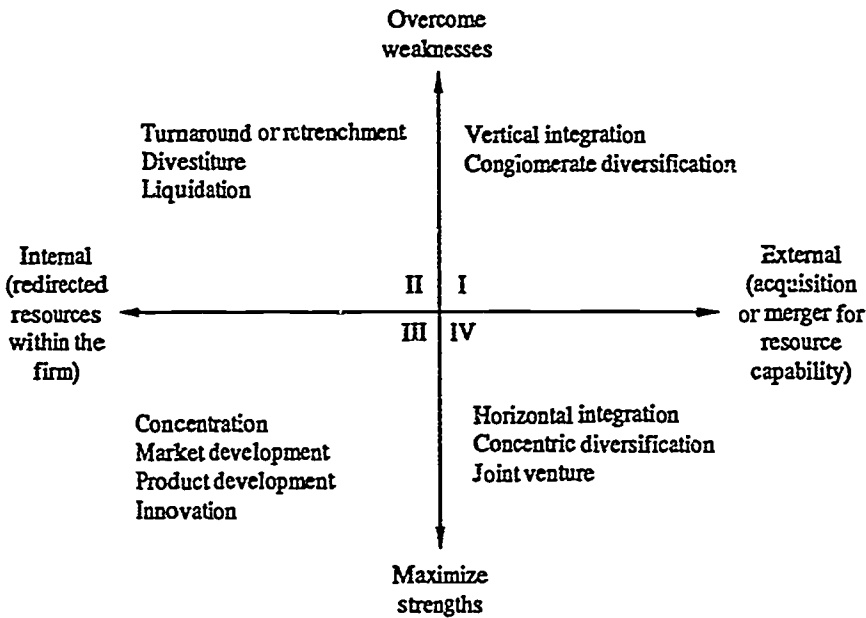 Overcome
weaknesses
Turnaround or retrenchment
Divestiture
Liquidation
Vertical integration
Conglomerate diversification
Internal
(redirected
resources
within the
firm)
II
I
External
(acquisition
or merger for
resource
capability)
III
IV
Concentration
Market development
Product development
Innovation
Horizontal integration
Concentric diversification
Joint venture
Maximize
strengths